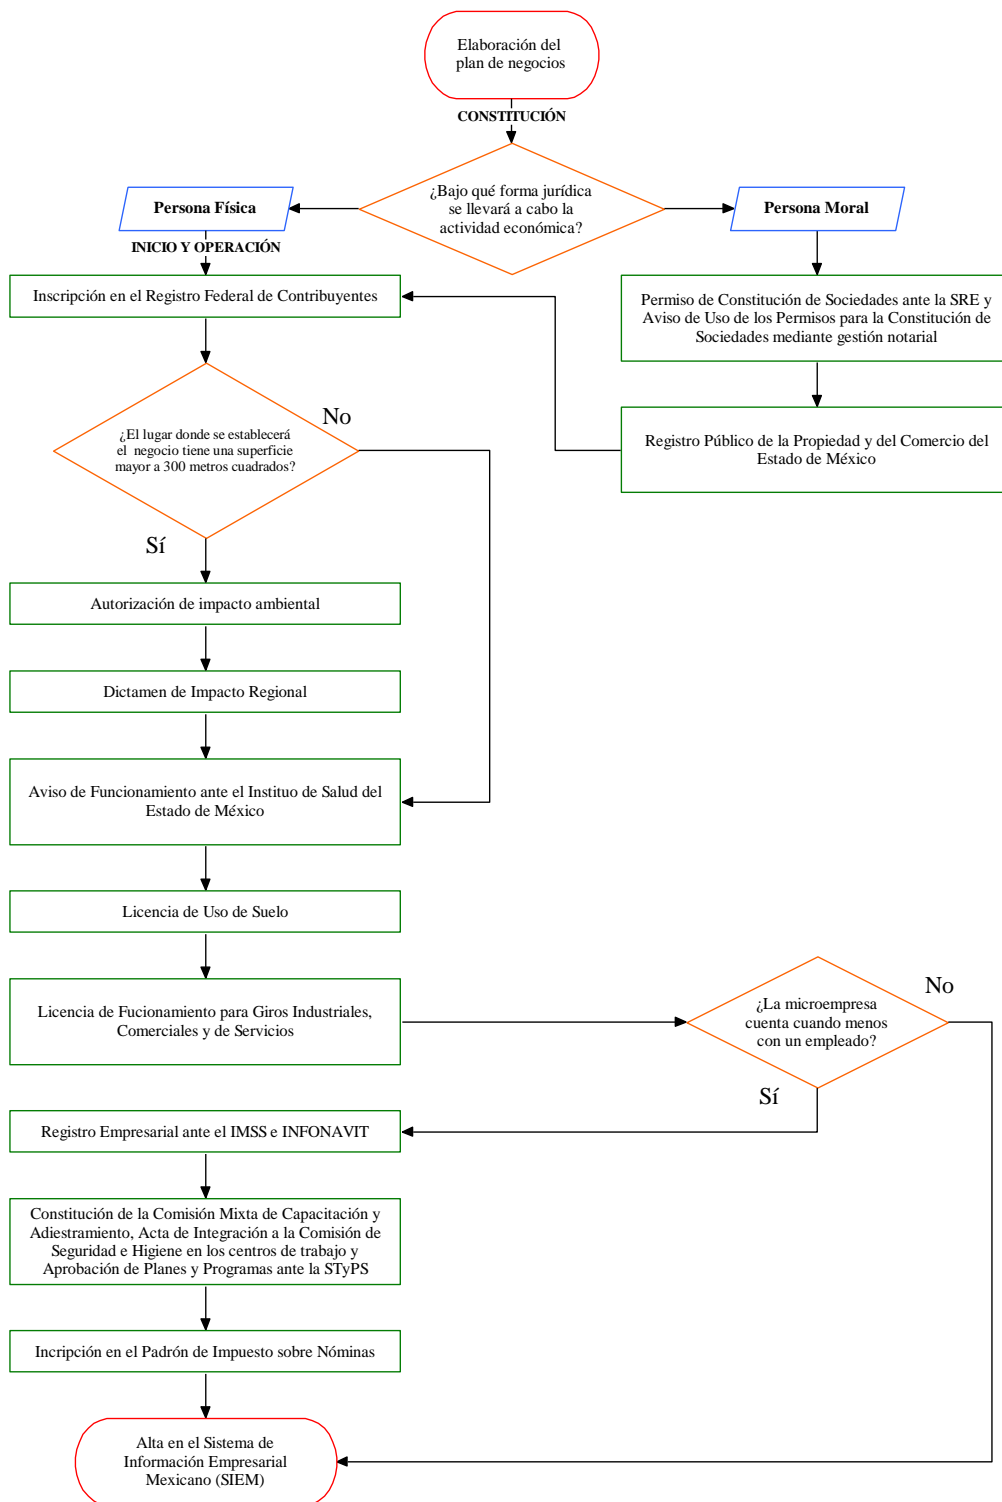 Elaboración del
plan de negocios
CONSTITUCIÓN
¿Bajo qué forma jurídica
se llevará a cabo la
actividad económica?
Persona Física
Persona Moral
INICIO Y OPERACIÓN
Inscripción en el Registro Federal de Contribuyentes
Permiso de Constitución de Sociedades ante la SRE y
Aviso de Uso de los Permisos para la Constitución de
Sociedades mediante gestión notarial
No
¿El lugar donde se establecerá
el negocio tiene una superficie
mayor a 300 metros cuadrados?
Registro Público de la Propiedad y del Comercio del
Estado de México
Sí
Autorización de impacto ambiental
Dictamen de Impacto Regional
Aviso de Funcionamiento ante el Instituo de Salud del
Estado de México
Licencia de Uso de Suelo
Licencia de Fucionamiento para Giros Industriales,
Comerciales y de Servicios
¿La microempresa
cuenta cuando menos
con un empleado?
No
Sí
Registro Empresarial ante el IMSS e INFONAVIT
Constitución de la Comisión Mixta de Capacitación y
Adiestramiento, Acta de Integración a la Comisión de
Seguridad e Higiene en los centros de trabajo y
Aprobación de Planes y Programas ante la STyPS
Incripción en el Padrón de Impuesto sobre Nóminas
Alta en el Sistema de
Información Empresarial
Mexicano (SIEM)